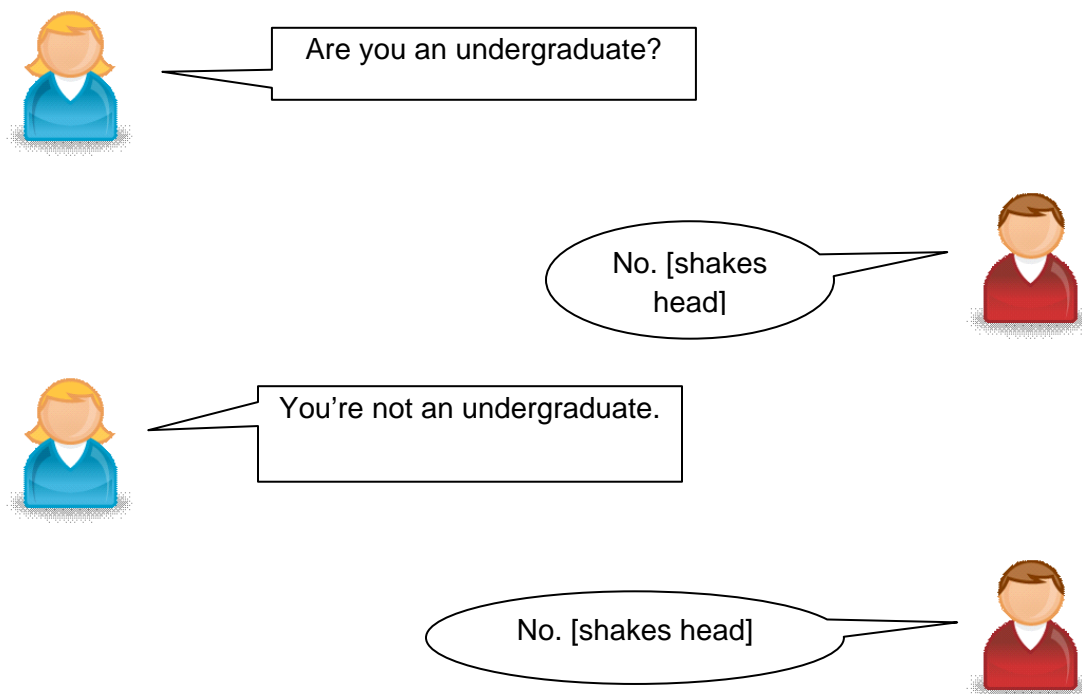 Are you an undergraduate?
No. [shakes
head]
You’re not an undergraduate.
No. [shakes head]